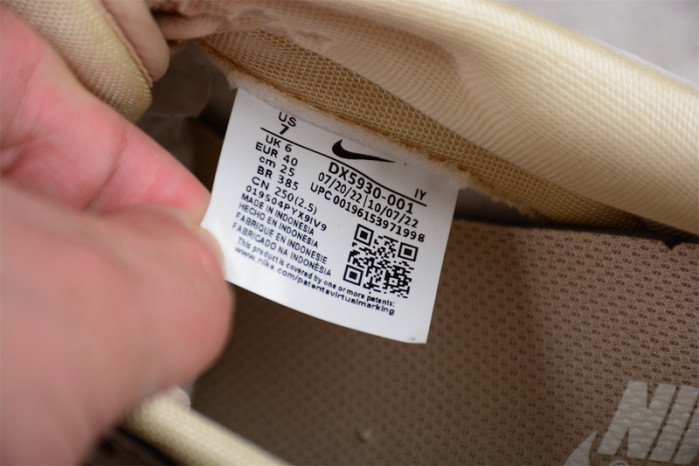 US
7
UK 6
EUR 40
cm 25
BR 385
CN 250(2.5)
019504PYX9IV9
MADE IN INDONESIA
HECHO EN INDONESIA
FABRIQUE EN INDONESIE
FABRICADO NA INDONÉSIA
This product is covered by one or more patents:
www.nike.com/patentsvirtualmarking
DX5930-001 IY
07/20/22 10/07/22
UPC 00196153971998
NIKE